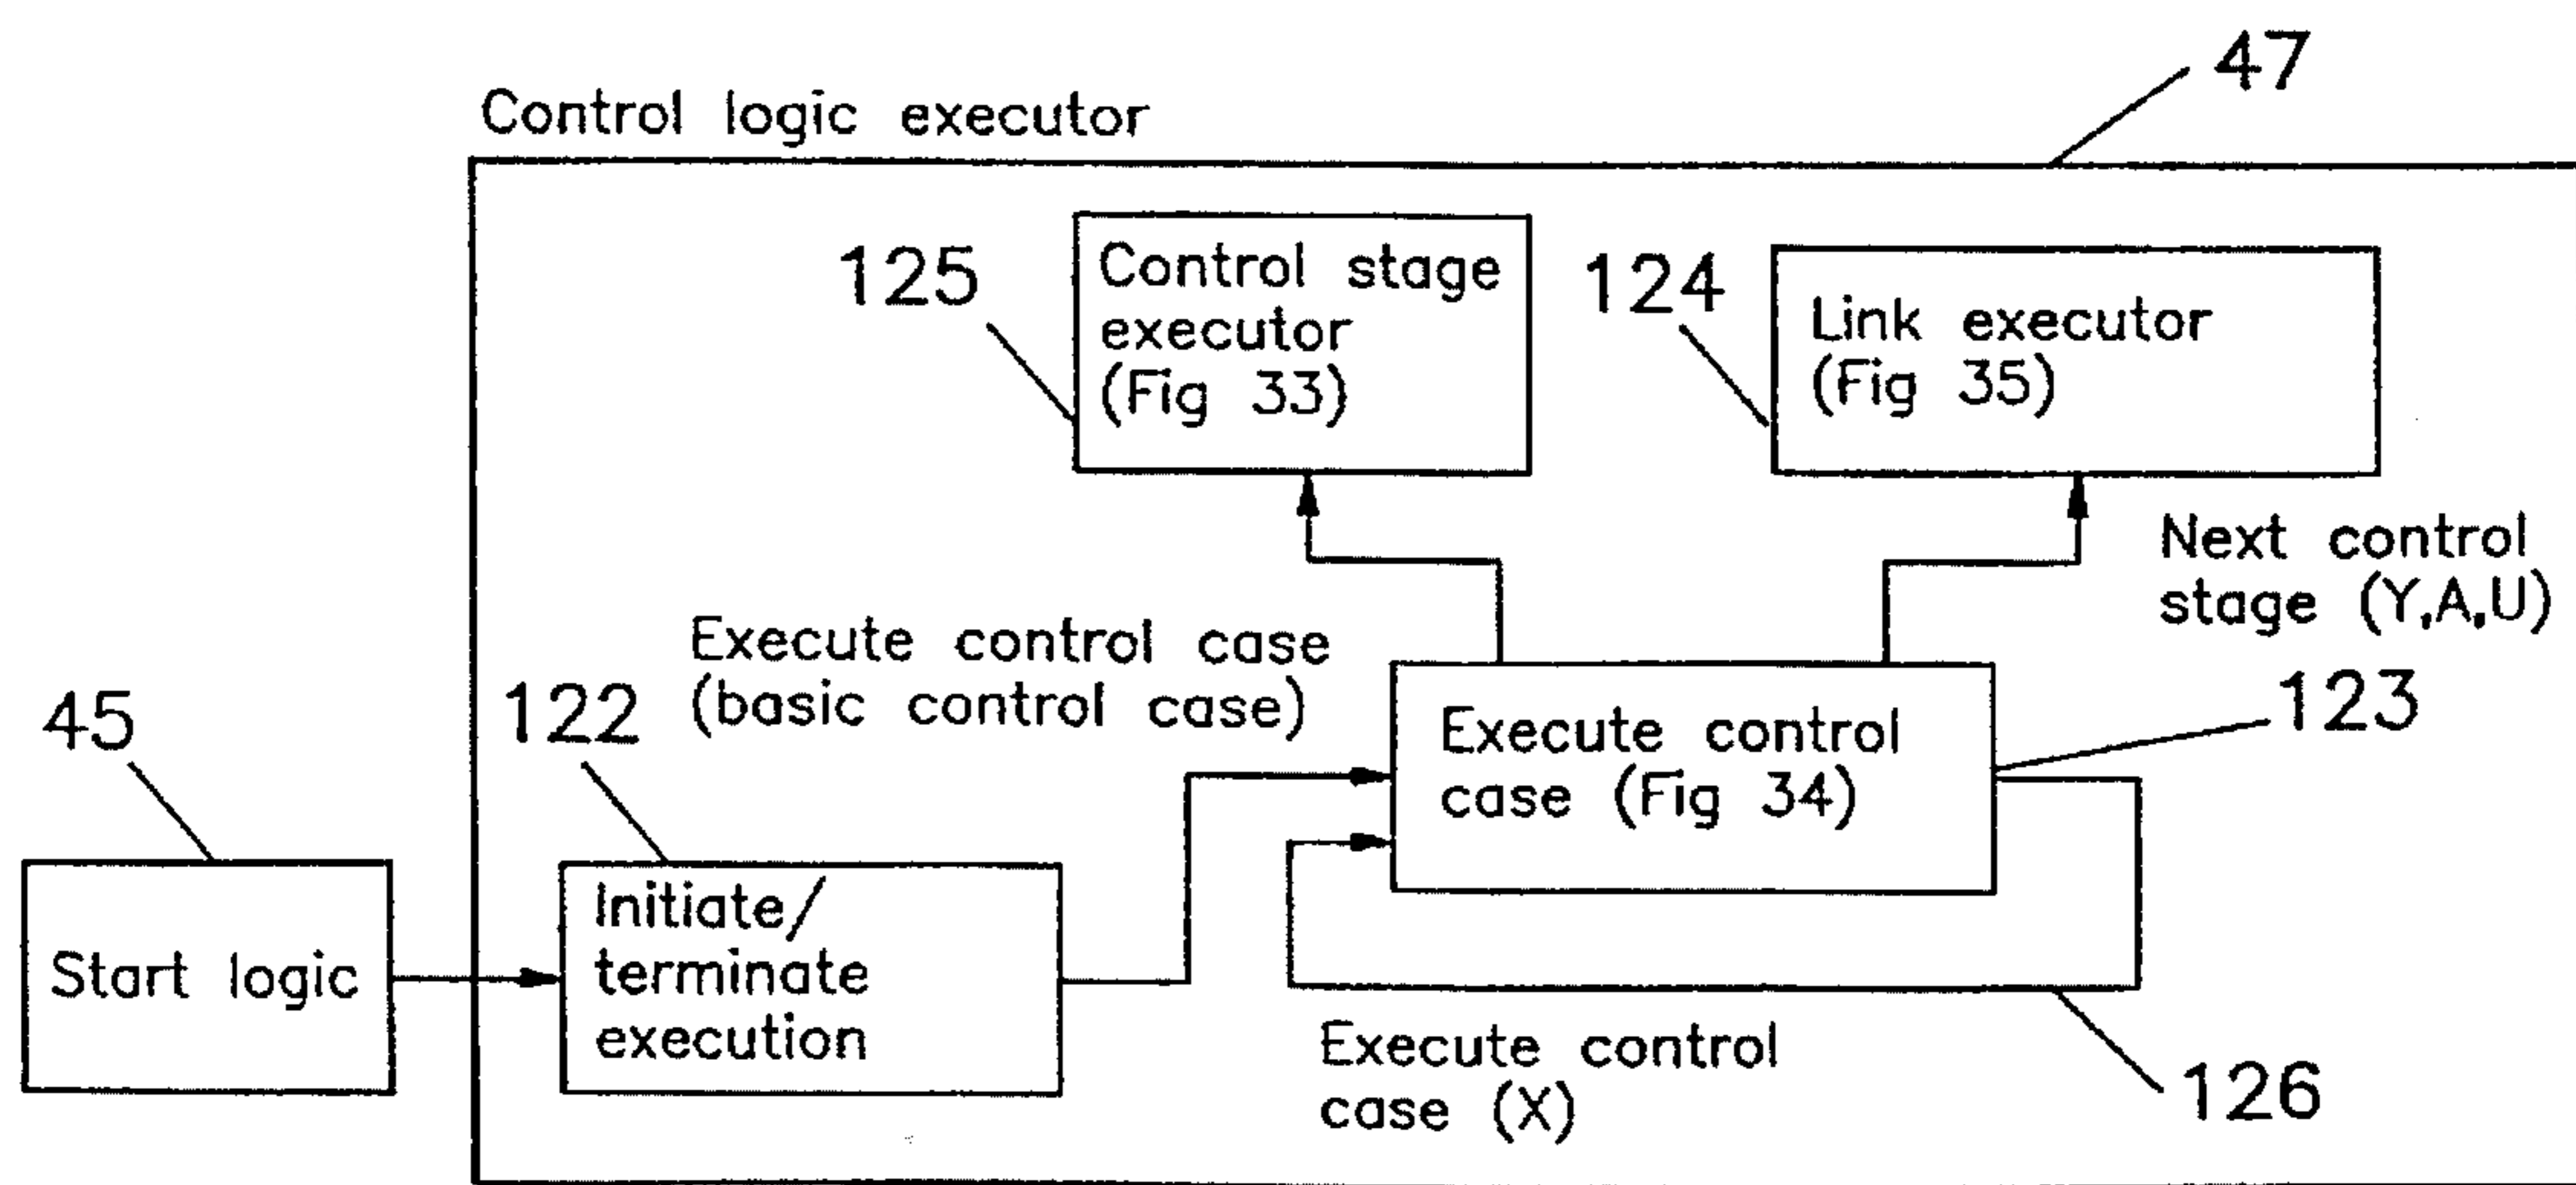 47
Control logic executor
125
Control stage
executor
(Fig 33)
124
Link executor
(Fig 35)
Next control
stage (Y,A,U)
Execute control case
(basic control case)
45
122
123
Execute control
case (Fig 34)
Start logic
Initiate/
terminate
execution
Execute control
case (X)
126